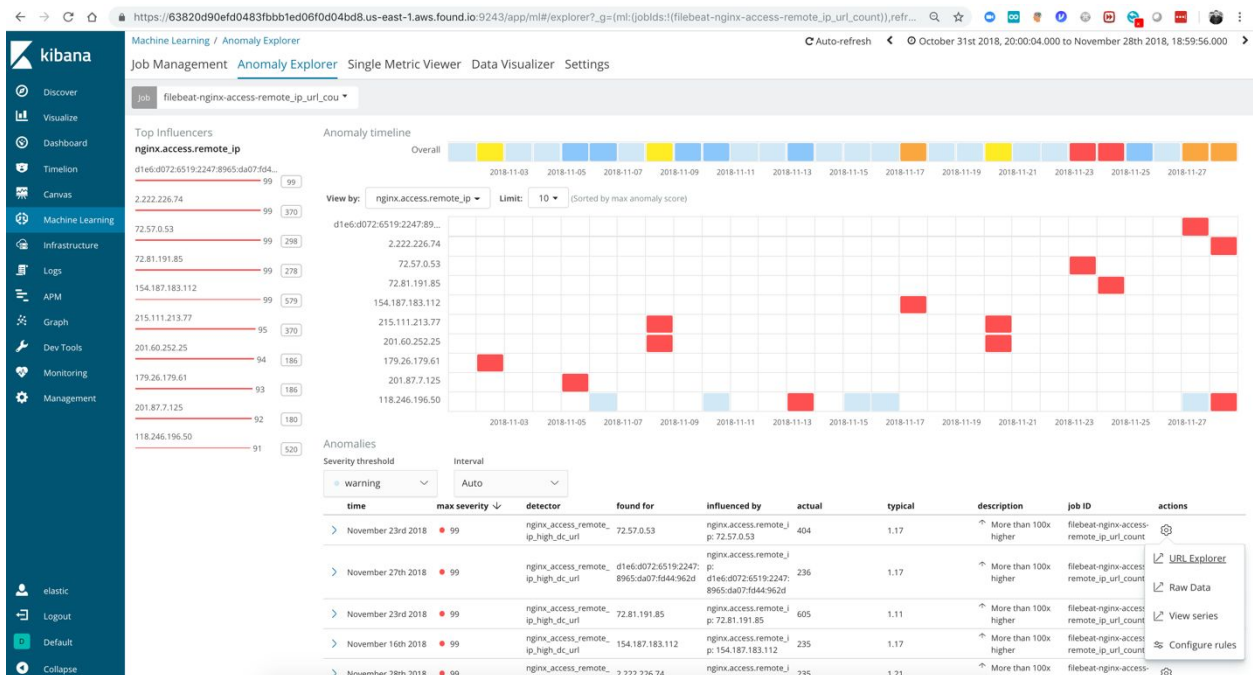 https://63820d90efd0483fbbb1ed06f0d04bd8.us-east-1.aws.found.io:9243/app/ml#/explorer?_g=(ml:(jobIds:!(filebeat-nginx-access-remote_ip_url_count)),refr...
kibana
Discover
Visualize
Dashboard
Timelion
Canvas
Machine Learning
Infrastructure
Logs
APM
Graph
Dev Tools
Monitoring
Management
elastic
Logout
D Default
Collapse
Machine Learning / Anomaly Explorer
Auto-refresh October 31st 2018, 20:00:04.000 to November 28th 2018, 18:59:56.000
Job Management Anomaly Explorer Single Metric Viewer Data Visualizer Settings
Job filebeat-nginx-access-remote_ip_url_cou
Top Influencers
nginx.access.remote_ip
d1e6:d072:6519:2247:8965:da07:fd4...
99 99
2.222.226.74
99 370
72.57.0.53
99 298
72.81.191.85
99 278
154.187.183.112
99 579
215.111.213.77
95 370
201.60.252.25
94 186
179.26.179.61
93 186
201.87.7.125
92 180
118.246.196.50
91 520
Anomaly timeline
Overall
2018-11-03 2018-11-05 2018-11-07 2018-11-09 2018-11-11 2018-11-13 2018-11-15 2018-11-17 2018-11-19 2018-11-21 2018-11-23 2018-11-25 2018-11-27
View by: nginx.access.remote_ip Limit: 10 (Sorted by max anomaly score)
d1e6:d072:6519:2247:89...
2.222.226.74
72.57.0.53
72.81.191.85
154.187.183.112
215.111.213.77
201.60.252.25
179.26.179.61
201.87.7.125
118.246.196.50
2018-11-03 2018-11-05 2018-11-07 2018-11-09 2018-11-11 2018-11-13 2018-11-15 2018-11-17 2018-11-19 2018-11-21 2018-11-23 2018-11-25 2018-11-27
Anomalies
Severity threshold Interval
warning Auto
time max severity detector found for influenced by actual typical description job ID actions
November 23rd 2018 99 nginx_access_remote_ip_high_dc_url 72.57.0.53 nginx.access.remote_ip: 72.57.0.53 404 1.17 More than 100x higher filebeat-nginx-access-remote_ip_url_count
November 27th 2018 99 nginx_access_remote_ip_high_dc_url d1e6:d072:6519:2247:8965:da07:fd44:962d nginx.access.remote_ip: d1e6:d072:6519:2247:8965:da07:fd44:962d 236 1.17 More than 100x higher filebeat-nginx-access remote_ip_url_count
November 23rd 2018 99 nginx_access_remote_ip_high_dc_url 72.81.191.85 nginx.access.remote_ip: 72.81.191.85 605 1.11 More than 100x higher filebeat-nginx-access remote_ip_url_count
November 16th 2018 99 nginx_access_remote_ip_high_dc_url 154.187.183.112 nginx.access.remote_ip: 154.187.183.112 235 1.17 More than 100x higher filebeat-nginx-access remote_ip_url_count
November 28th 2018 99 nginx_access_remote_ 2.222.226.74 nginx.access.remote_i 235 1.21 More than 100x filebeat-nginx-access-
URL Explorer
Raw Data
View series
Configure rules